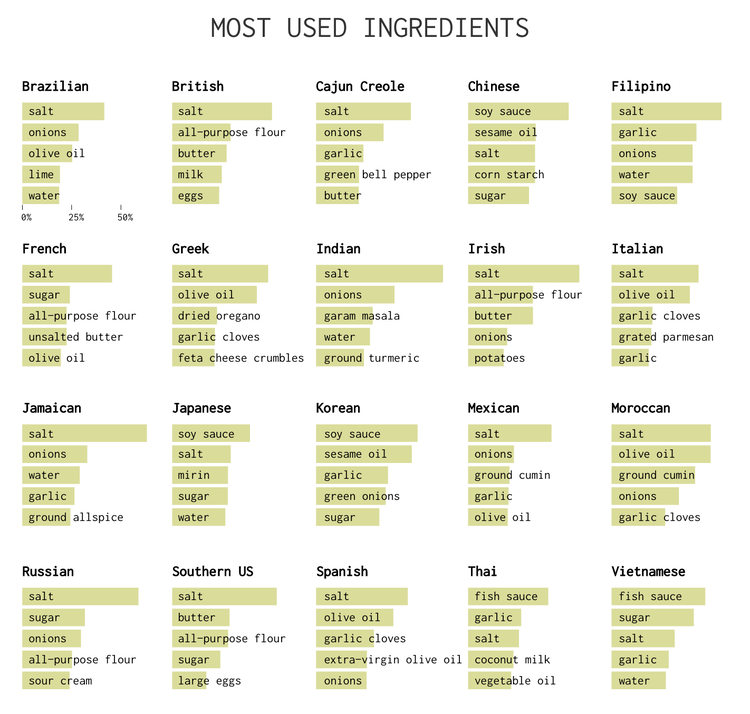 MOST USED INGREDIENTS
Brazilian
salt
onions
olive oil
lime
water
0% 25% 50%
British
salt
all-purpose flour
butter
milk
eggs
Cajun Creole
salt
onions
garlic
green bell pepper
butter
Chinese
soy sauce
sesame oil
salt
corn starch
sugar
Filipino
salt
garlic
onions
water
soy sauce
French
salt
sugar
all-purpose flour
unsalted butter
olive oil
Greek
salt
olive oil
dried oregano
garlic cloves
feta cheese crumbles
Indian
salt
onions
garam masala
water
ground turmeric
Irish
salt
all-purpose flour
butter
onions
potatoes
Italian
salt
olive oil
garlic cloves
grated parmesan
garlic
Jamaican
salt
onions
water
garlic
ground allspice
Japanese
soy sauce
salt
mirin
sugar
water
Korean
soy sauce
sesame oil
garlic
green onions
sugar
Mexican
salt
onions
ground cumin
garlic
olive oil
Moroccan
salt
olive oil
ground cumin
onions
garlic cloves
Russian
salt
sugar
onions
all-purpose flour
sour cream
Southern US
salt
butter
all-purpose flour
sugar
large eggs
Spanish
salt
olive oil
garlic cloves
extra-virgin olive oil
onions
Thai
fish sauce
garlic
salt
coconut milk
vegetable oil
Vietnamese
fish sauce
sugar
salt
garlic
water